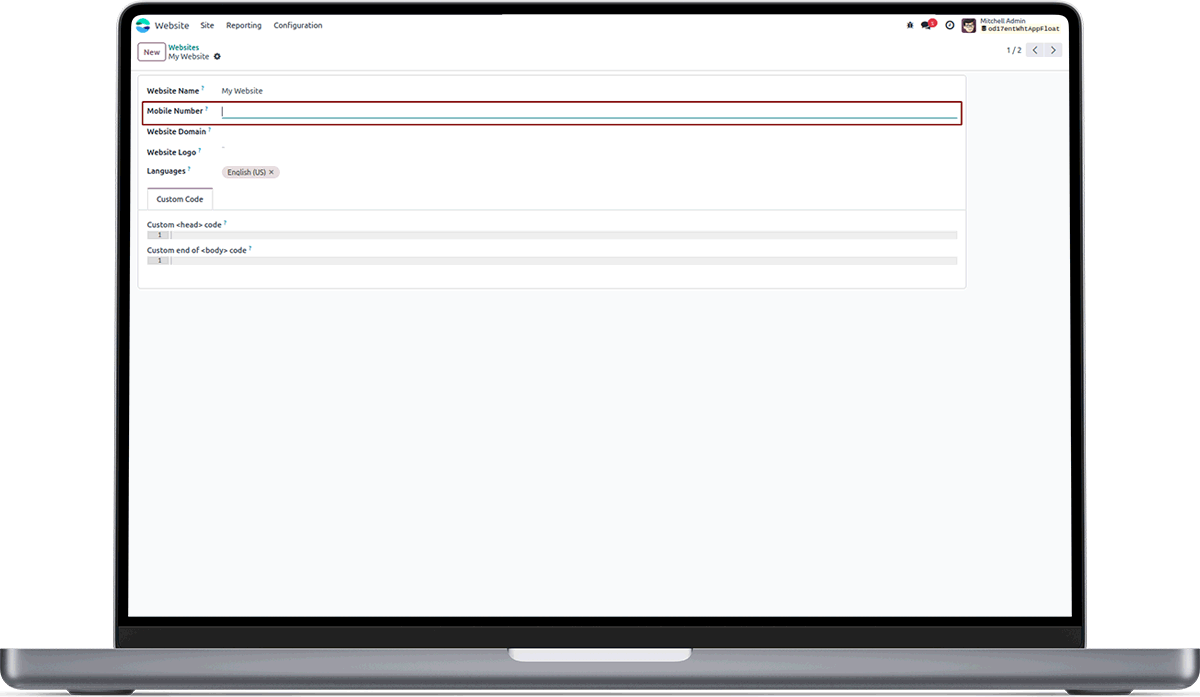 Website Site Reporting Configuration
5
Mitchell Admin
od17entWhtAppFloat
New
Websites
My Website
1 / 2
Website Name ? My Website
Mobile Number ?
Website Domain ?
Website Logo ?
Languages ? English (US) ×
Custom Code
Custom <head> code ?
1
Custom end of <body> code ?
1